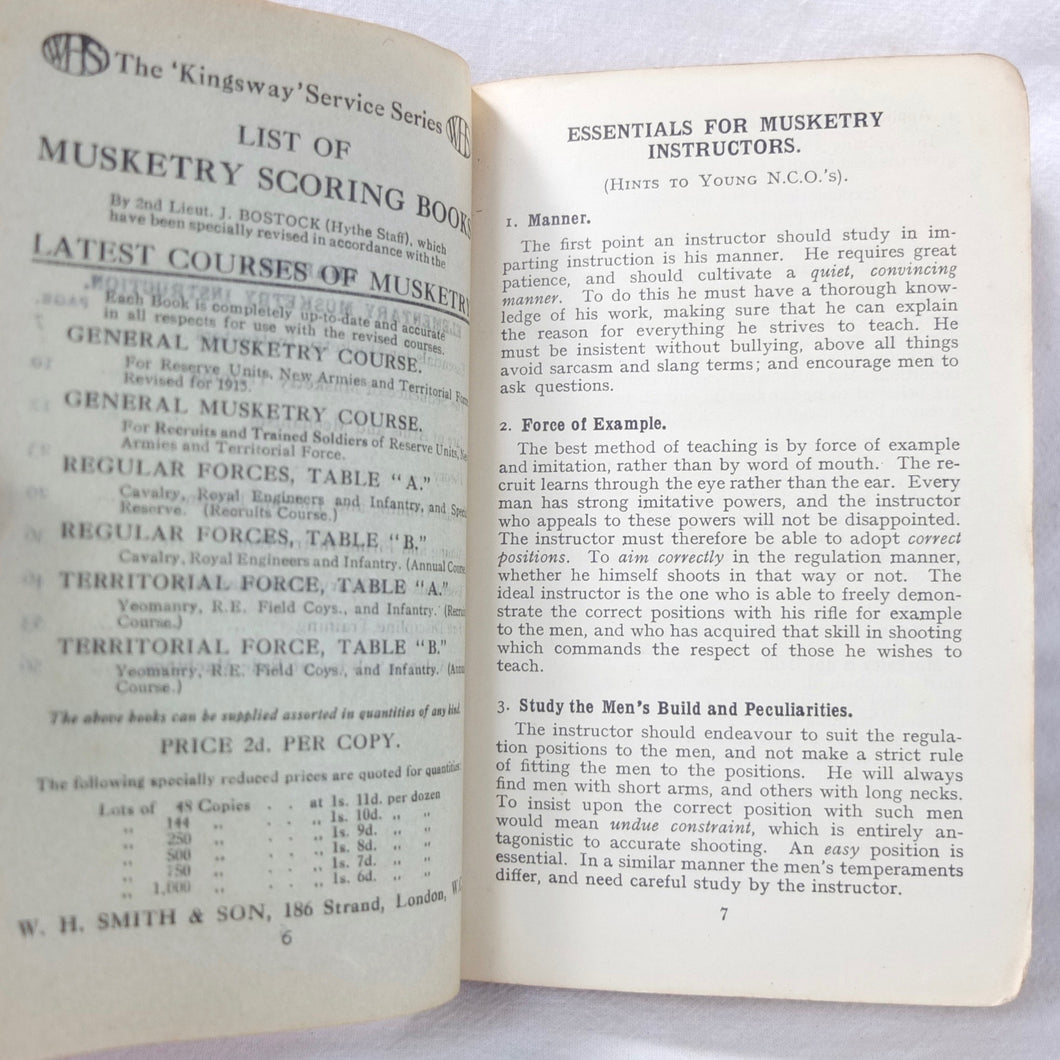 WHS The 'Kingsway' Service Series WHS
LIST OF
MUSKETRY SCORING BOOKS
By 2nd Lieut. J. BOSTOCK (Hythe Staff), which
have been specially revised in accordance with the
LATEST COURSES OF MUSKETRY
Each Book is completely up-to-date and accurate
in all respects for use with the revised courses.
GENERAL MUSKETRY COURSE.
For Reserve Units, New Armies and Territorial
Revised for 1915.
GENERAL MUSKETRY COURSE.
For Recruits and Trained Soldiers of Reserve Units,
Armies and Territorial Force.
REGULAR FORCES, TABLE "A."
Cavalry, Royal Engineers and Infantry, and
Reserve. (Recruits Course.)
REGULAR FORCES, TABLE "B."
Cavalry, Royal Engineers and Infantry. (Annual
TERRITORIAL FORCE, TABLE "A."
Yeomanry, R.E. Field Coys., and Infantry.
Course.)
TERRITORIAL FORCE, TABLE "B."
Yeomanry, R.E. Field Coys., and Infantry.
Course.)
The above books can be supplied assorted in quantities of any kind.
PRICE 2d. PER COPY.
The following specially reduced prices are quoted for quantities:
Lots of 48 Copies . . at 1s. 11d. per dozen
„ 144 „ . . „ 1s. 10d. „ „
„ 250 „ . . „ 1s. 9d. „ „
„ 500 „ . . „ 1s. 8d. „ „
„ 750 „ . . „ 1s. 7d. „ „
„ 1,000 „ . . „ 1s. 6d. „ „
W. H. SMITH & SON, 186 Strand, London,
6
ESSENTIALS FOR MUSKETRY
INSTRUCTORS.
(HINTS TO YOUNG N.C.O.'s).
1. Manner.
The first point an instructor should study in im-
parting instruction is his manner. He requires great
patience, and should cultivate a quiet, convincing
manner. To do this he must have a thorough know-
ledge of his work, making sure that he can explain
the reason for everything he strives to teach. He
must be insistent without bullying, above all things
avoid sarcasm and slang terms; and encourage men to
ask questions.
2. Force of Example.
The best method of teaching is by force of example
and imitation, rather than by word of mouth. The re-
cruit learns through the eye rather than the ear. Every
man has strong imitative powers, and the instructor
who appeals to these powers will not be disappointed.
The instructor must therefore be able to adopt correct
positions. To aim correctly in the regulation manner,
whether he himself shoots in that way or not. The
ideal instructor is the one who is able to freely demon-
strate the correct positions with his rifle for example
to the men, and who has acquired that skill in shooting
which commands the respect of those he wishes to
teach.
3. Study the Men's Build and Peculiarities.
The instructor should endeavour to suit the regula-
tion positions to the men, and not make a strict rule
of fitting the men to the positions. He will always
find men with short arms, and others with long necks.
To insist upon the correct position with such men
would mean undue constraint, which is entirely an-
tagonistic to accurate shooting. An easy position is
essential. In a similar manner the men's temperaments
differ, and need careful study by the instructor.
7